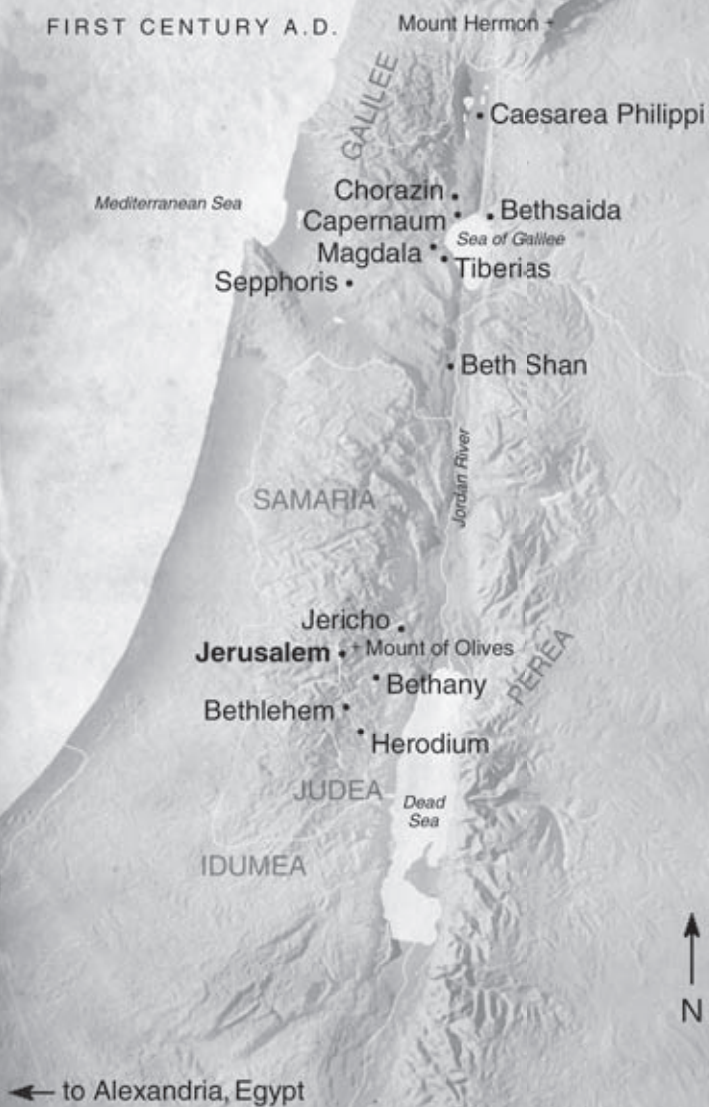 FIRST CENTURY A.D.
Mount Hermon
GALILEE
Caesarea Philippi
Chorazin
Mediterranean Sea
Capernaum
Bethsaida
Sea of Galilee
Magdala
Tiberias
Sepphoris
Beth Shan
Jordan River
SAMARIA
Jericho
Jerusalem
Mount of Olives
PEREA
Bethany
Bethlehem
Herodium
JUDEA
Dead
Sea
IDUMEA
N
to Alexandria, Egypt